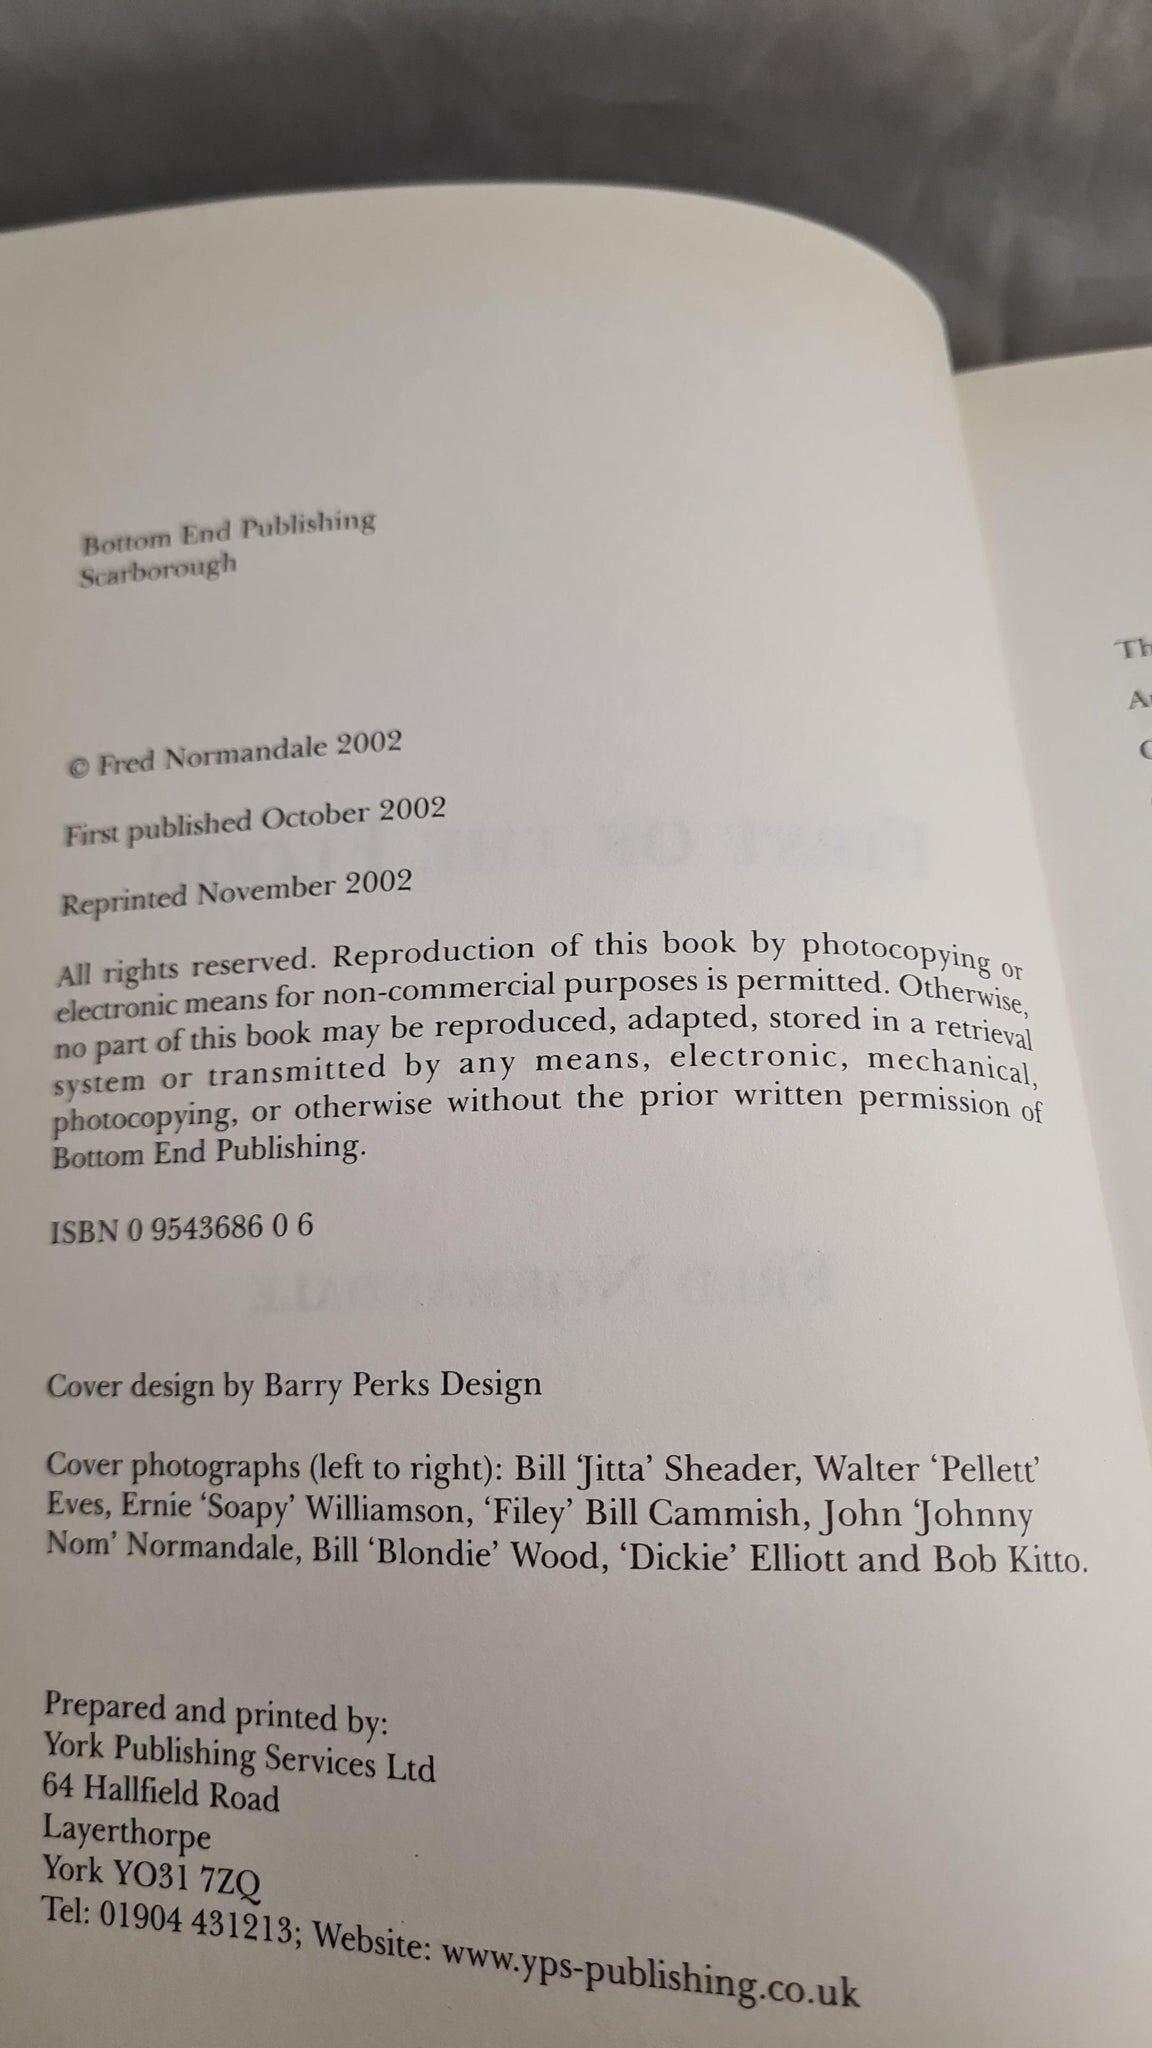 Bottom End Publishing
Scarborough
© Fred Normandale 2002
First published October 2002
Reprinted November 2002
All rights reserved. Reproduction of this book by photocopying or
electronic means for non-commercial purposes is permitted. Otherwise,
no part of this book may be reproduced, adapted, stored in a retrieval
system or transmitted by any means, electronic, mechanical,
photocopying, or otherwise without the prior written permission of
Bottom End Publishing.
ISBN 0 9543686 0 6
Cover design by Barry Perks Design
Cover photographs (left to right): Bill ‘Jitta’ Sheader, Walter ‘Pellett’
Eves, Ernie ‘Soapy’ Williamson, ‘Filey’ Bill Cammish, John ‘Johnny
Nom’ Normandale, Bill ‘Blondie’ Wood, ‘Dickie’ Elliott and Bob Kitto.
Prepared and printed by:
York Publishing Services Ltd
64 Hallfield Road
Layerthorpe
York YO31 7ZQ
Tel: 01904 431213; Website: www.yps-publishing.co.uk